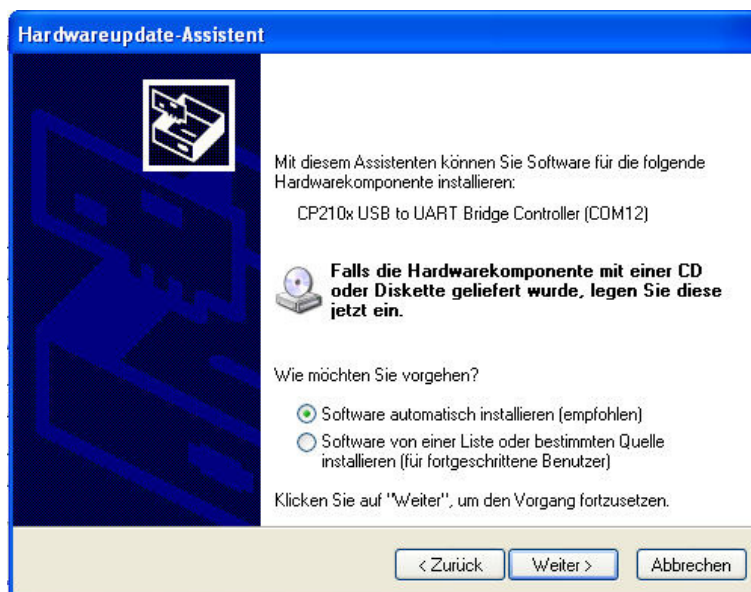 Hardwareupdate-Assistent
Mit diesem Assistenten können Sie Software für die folgende
Hardwarekomponente installieren:
CP210x USB to UART Bridge Controller (COM12)
Falls die Hardwarekomponente mit einer CD
oder Diskette geliefert wurde, legen Sie diese
jetzt ein.
Wie möchten Sie vorgehen?
Software automatisch installieren (empfohlen)
Software von einer Liste oder bestimmten Quelle
installieren (für fortgeschrittene Benutzer)
Klicken Sie auf "Weiter", um den Vorgang fortzusetzen.
< Zurück Weiter > Abbrechen